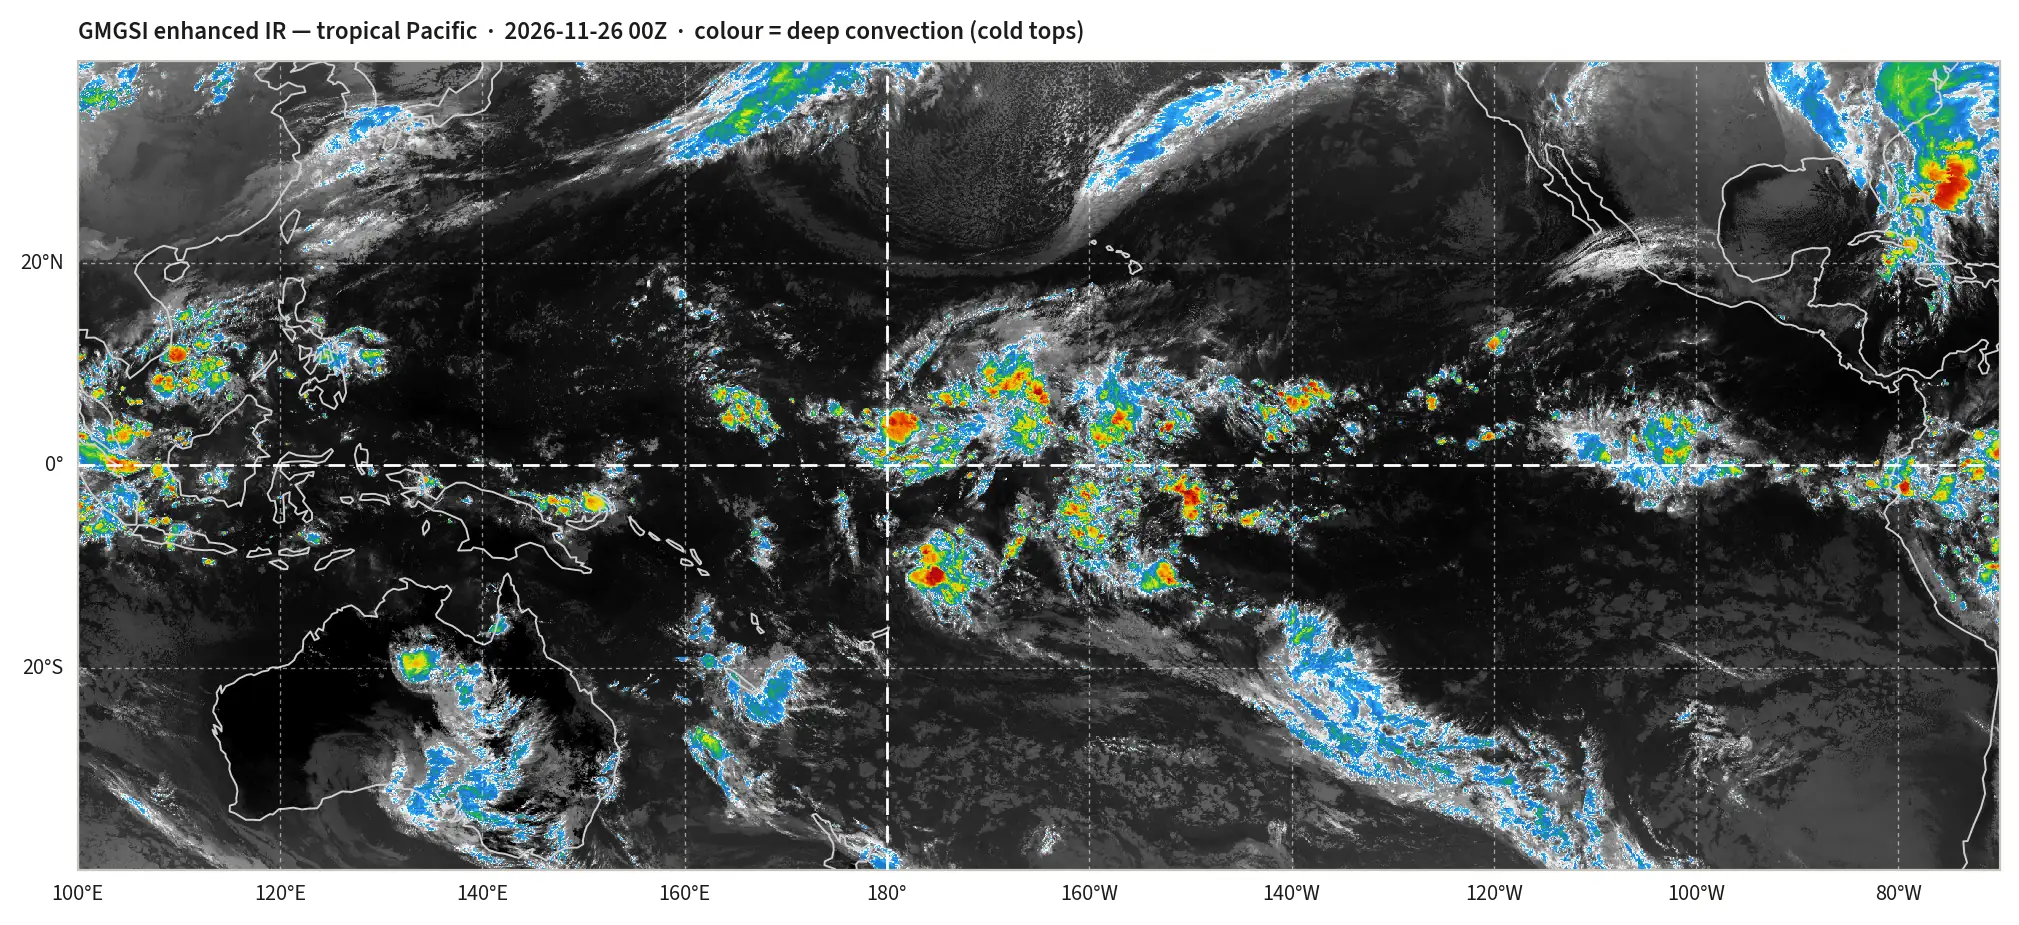 GMGSI enhanced IR — tropical Pacific · 2026-11-26 00Z · colour = deep convection (cold tops)
20°N
0°
20°S
100°E 120°E 140°E 160°E 180° 160°W 140°W 120°W 100°W 80°W